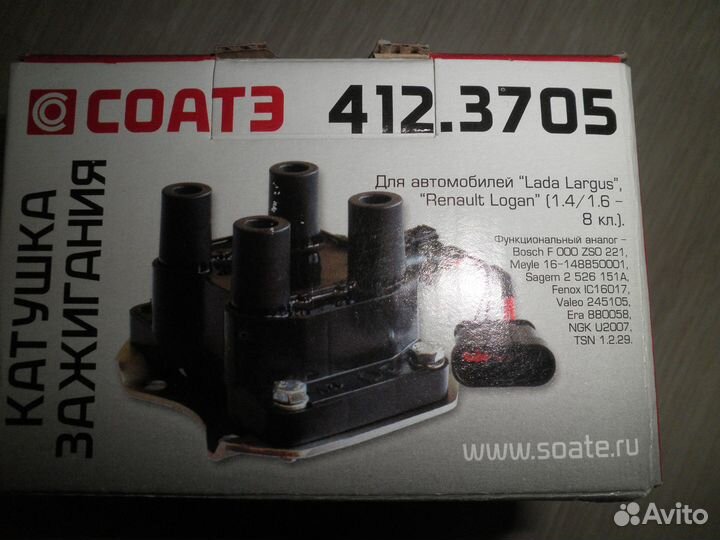 СОАТЭ 412.3705
КАТУШКА
ЗАЖИГАНИЯ
Для автомобилей "Lada Largus",
"Renault Logan" (1.4/1.6 –
8 кл.).
Функциональный аналог –
Bosch F 000 ZSO 221,
Meyle 16-148850001,
Sagem 2 526 151A,
Fenox IC16017,
Valeo 245105,
Era 880058,
NGK U2007,
TSN 1.2.29.
www.soate.ru
Avito